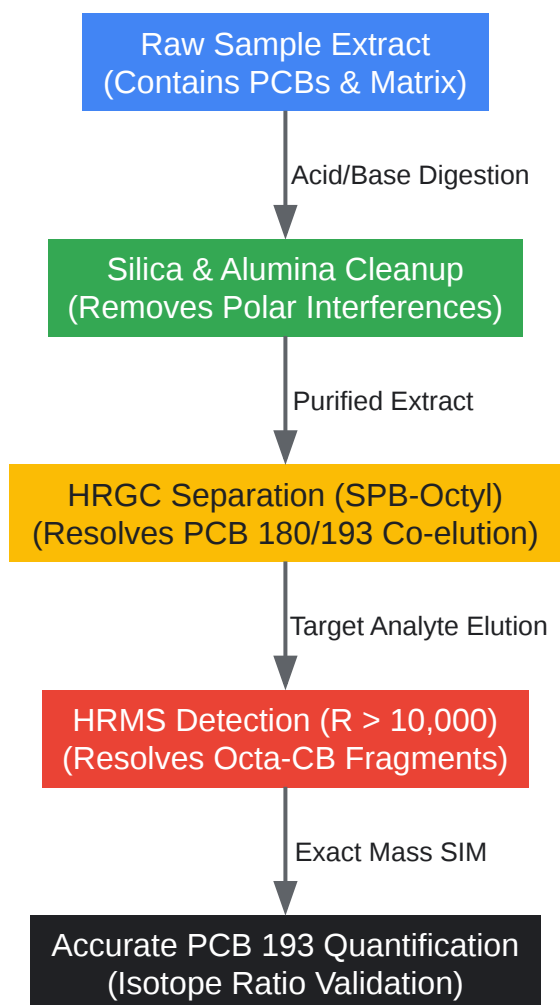 Raw Sample Extract
(Contains PCBs & Matrix)
Acid/Base Digestion
Silica & Alumina Cleanup
(Removes Polar Interferences)
Purified Extract
HRGC Separation (SPB-Octyl)
(Resolves PCB 180/193 Co-elution)
Target Analyte Elution
HRMS Detection (R > 10,000)
(Resolves Octa-CB Fragments)
Exact Mass SIM
Accurate PCB 193 Quantification
(Isotope Ratio Validation)